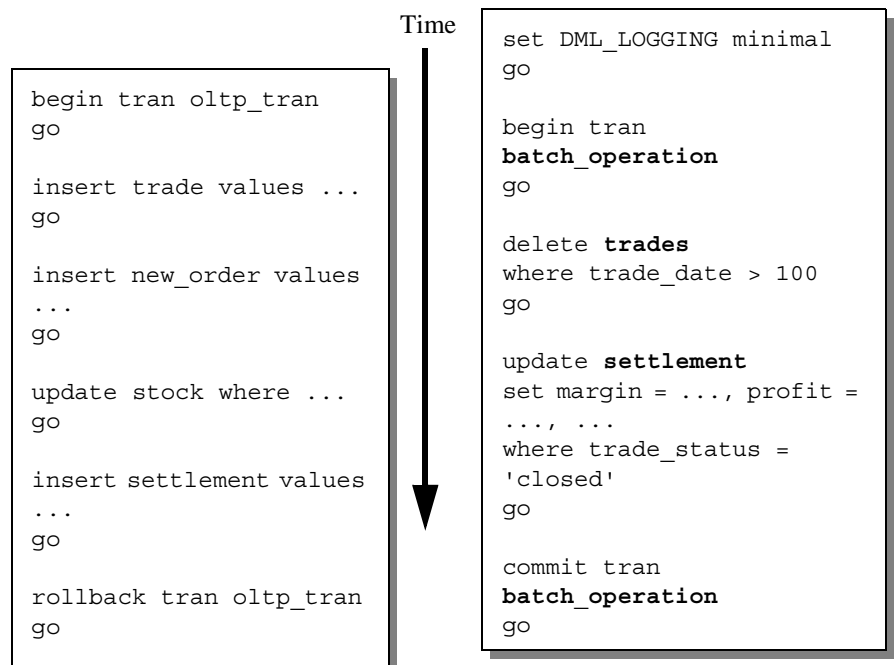 Time
begin tran oltp_tran
go
insert trade values ...
go
insert new_order values
...
go
update stock where ...
go
insert settlement values
...
go
rollback tran oltp_tran
go
set DML_LOGGING minimal
go
begin tran
batch_operation
go
delete trades
where trade_date > 100
go
update settlement
set margin = ..., profit =
..., ...
where trade_status =
'closed'
go
commit tran
batch_operation
go